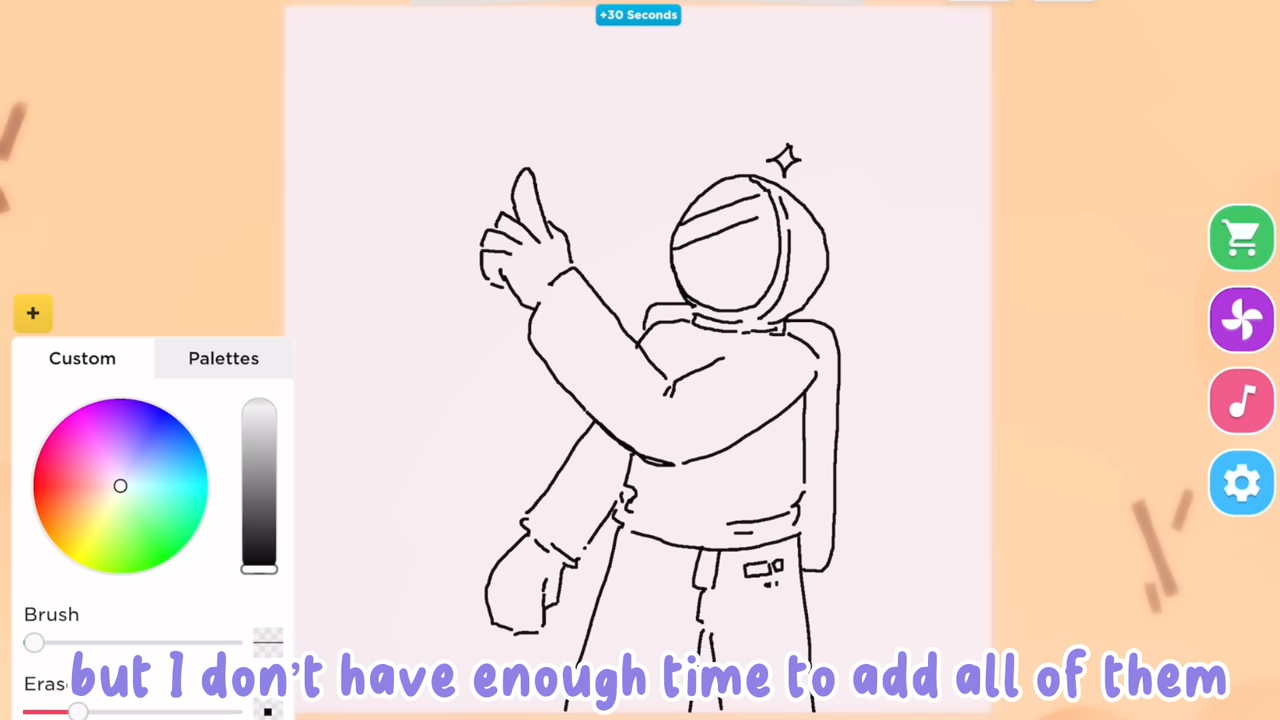 +30 Seconds
+
Custom
Palettes
Brush
Eras
but I don't have enough time to add all of them